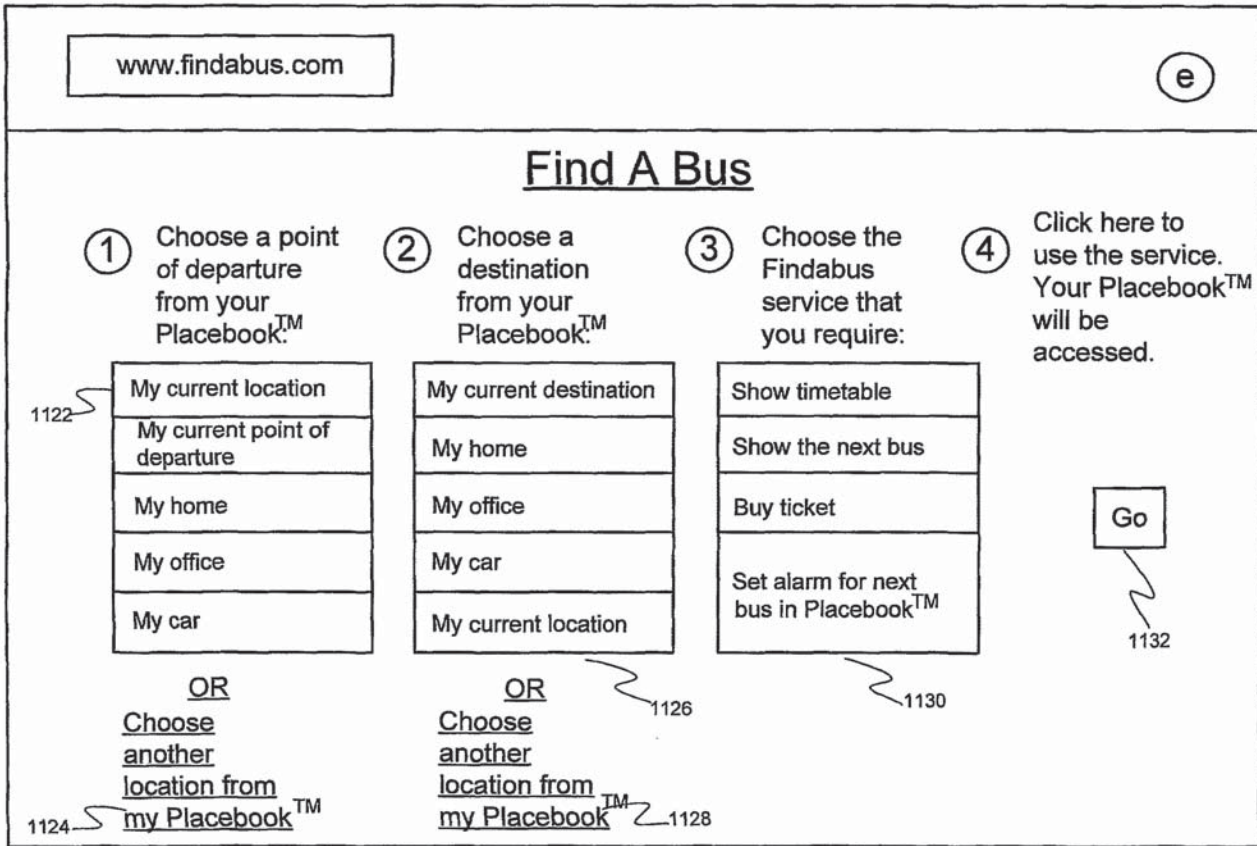 www.findabus.com
e
Find A Bus
1
Choose a point
of departure
from your
Placebook:™
2
Choose a
destination
from your
Placebook:™
3
Choose the
Findabus
service that
you require:
4
Click here to
use the service.
Your Placebook™
will be
accessed.
1122
My current location
My current point of
departure
My home
My office
My car
My current destination
My home
My office
My car
My current location
Show timetable
Show the next bus
Buy ticket
Set alarm for next
bus in Placebook™
Go
1132
OR
Choose
another
location from
my Placebook™
1124
1126
OR
Choose
another
location from
my Placebook™
1128
1130